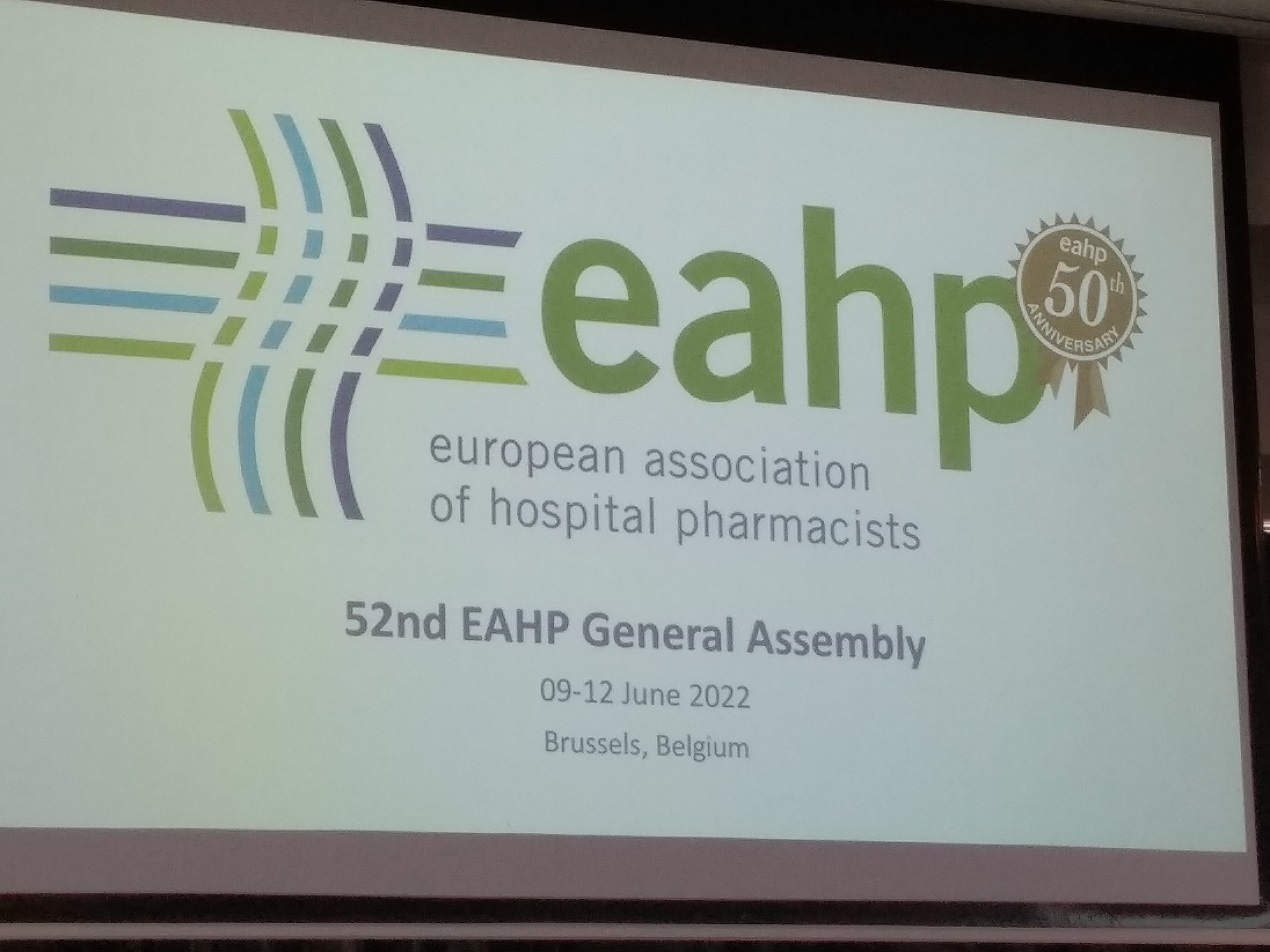 eahp
eahp
50th
ANNIVERSARY
european association
of hospital pharmacists
52nd EAHP General Assembly
09-12 June 2022
Brussels, Belgium